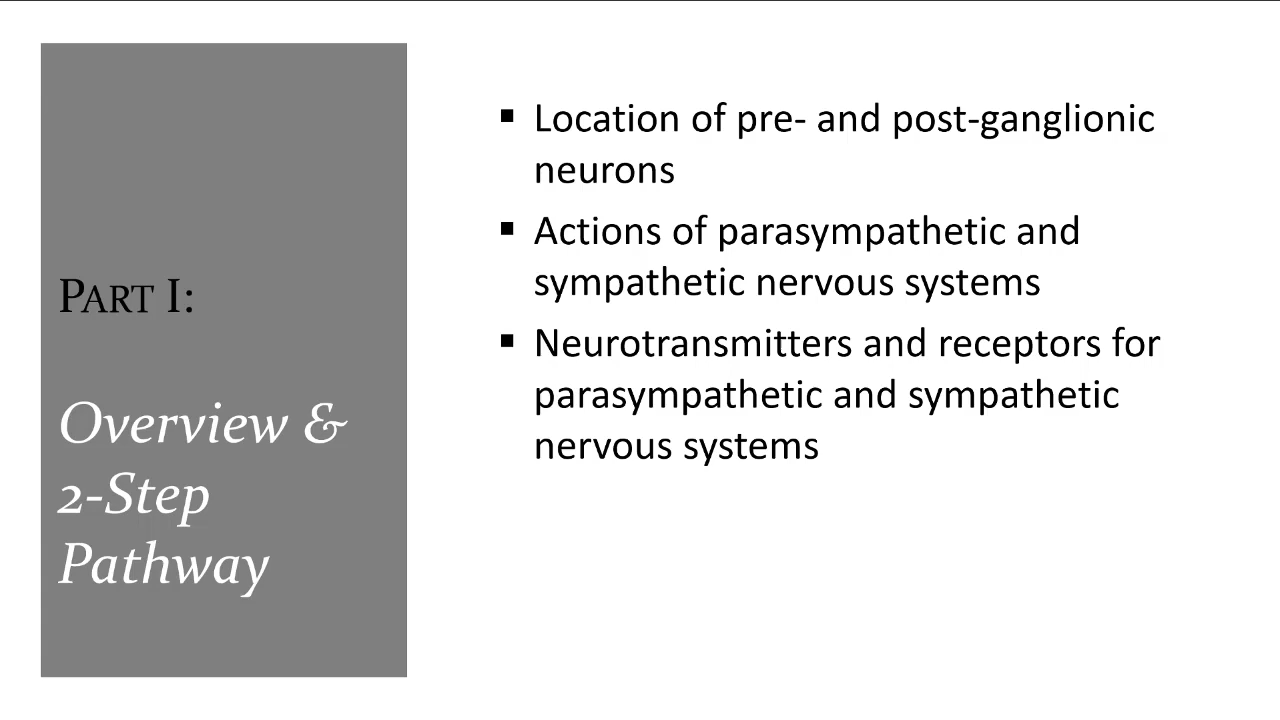 PART I:
Overview &
2-Step
Pathway
▪ Location of pre- and post-ganglionic
neurons
▪ Actions of parasympathetic and
sympathetic nervous systems
▪ Neurotransmitters and receptors for
parasympathetic and sympathetic
nervous systems